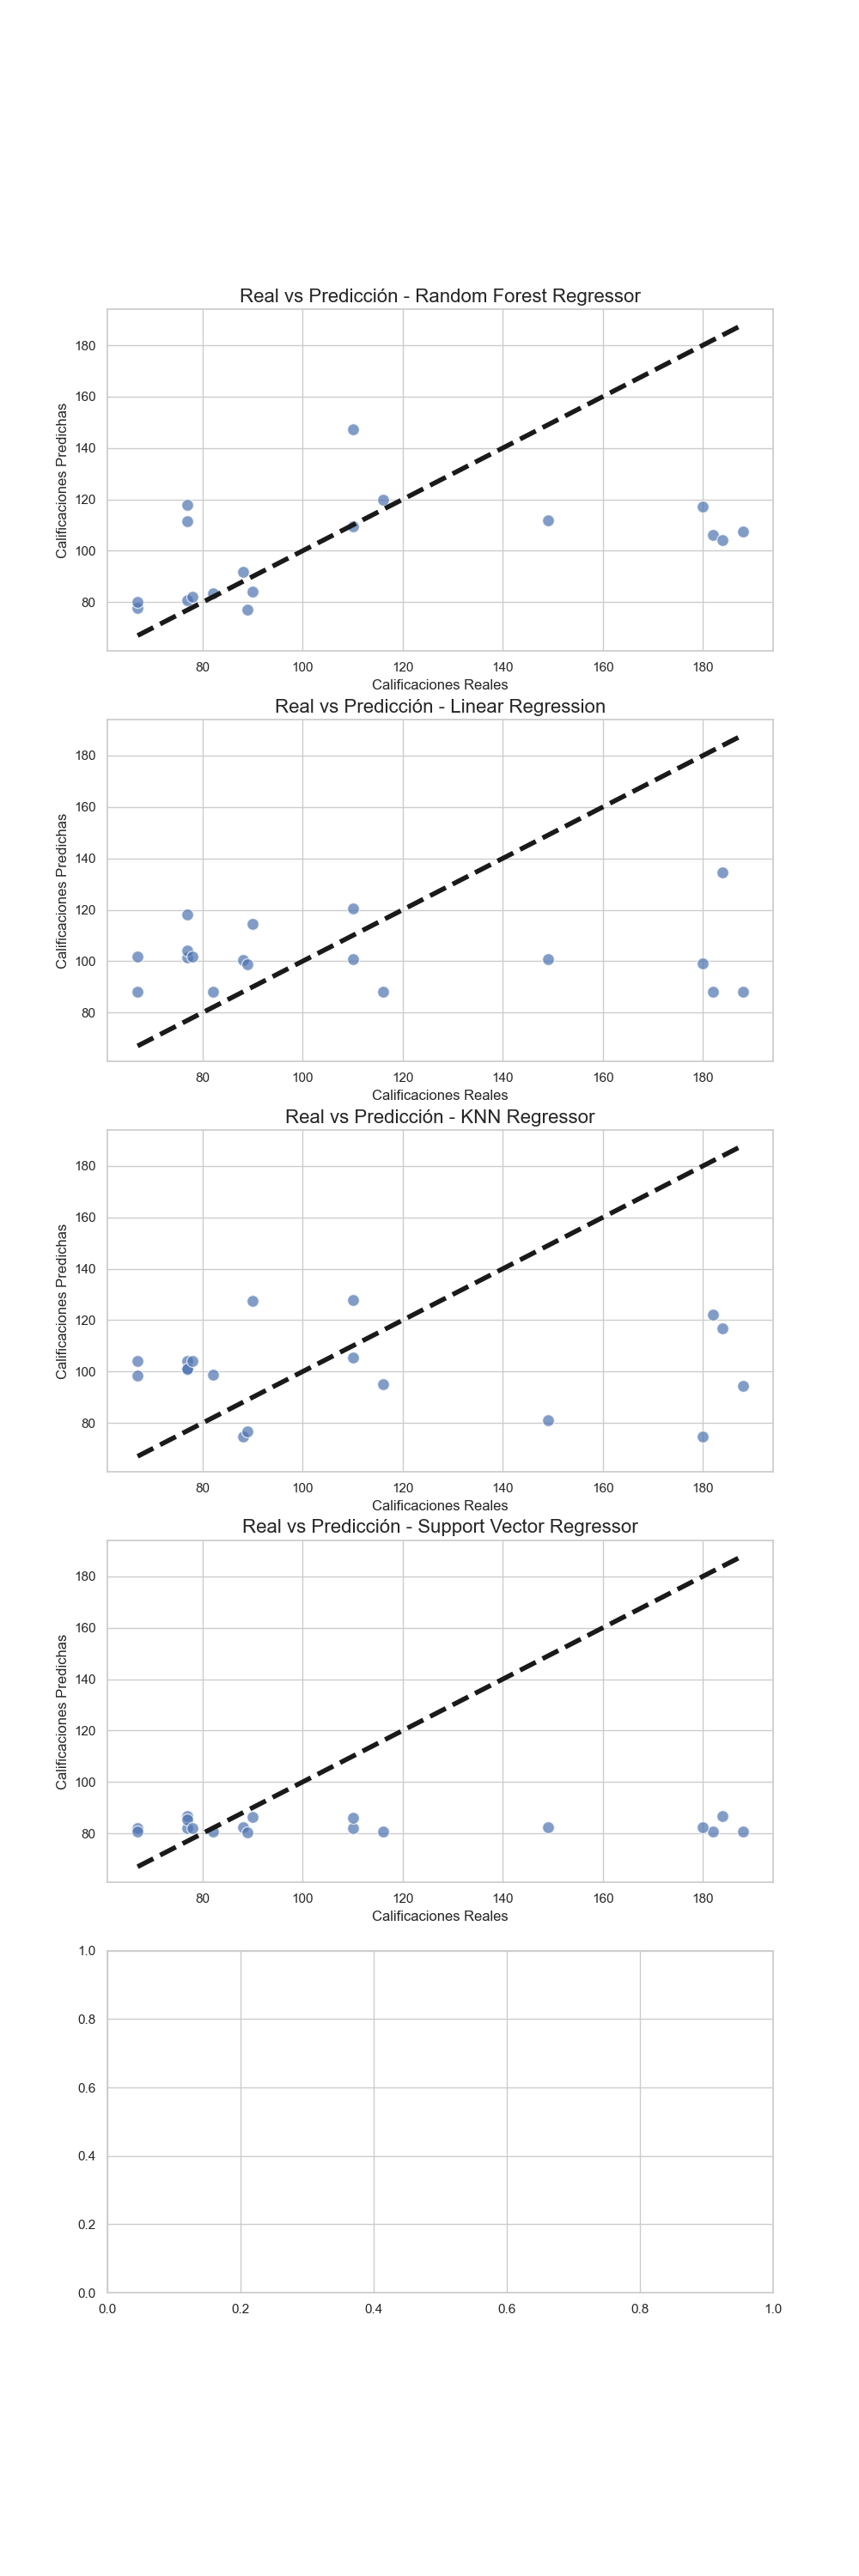 Real vs Predicción - Random Forest Regressor
180
160
140
120
100
80
Calificaciones Predichas
80 100 120 140 160 180
Calificaciones Reales
Real vs Predicción - Linear Regression
180
160
140
120
100
80
Calificaciones Predichas
80 100 120 140 160 180
Calificaciones Reales
Real vs Predicción - KNN Regressor
180
160
140
120
100
80
Calificaciones Predichas
80 100 120 140 160 180
Calificaciones Reales
Real vs Predicción - Support Vector Regressor
180
160
140
120
100
80
Calificaciones Predichas
80 100 120 140 160 180
Calificaciones Reales
1.0
0.8
0.6
0.4
0.2
0.0
0.0 0.2 0.4 0.6 0.8 1.0